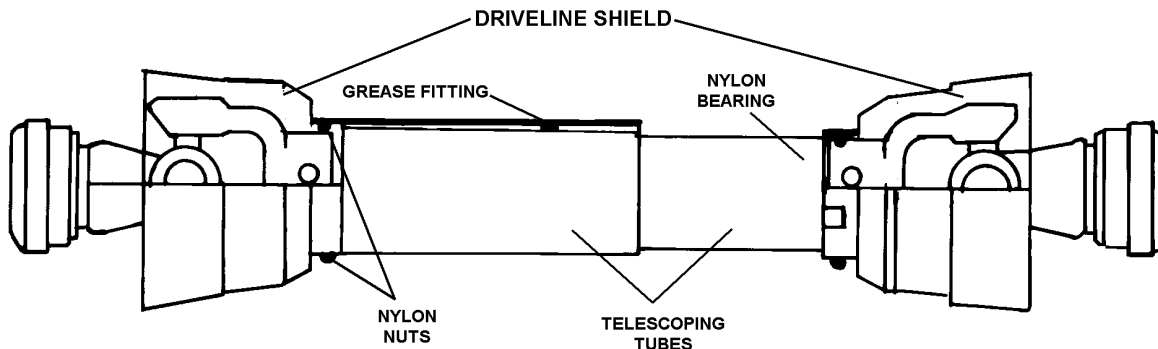 DRIVELINE SHIELD
GREASE FITTING
NYLON
BEARING
NYLON
NUTS
TELESCOPING
TUBES